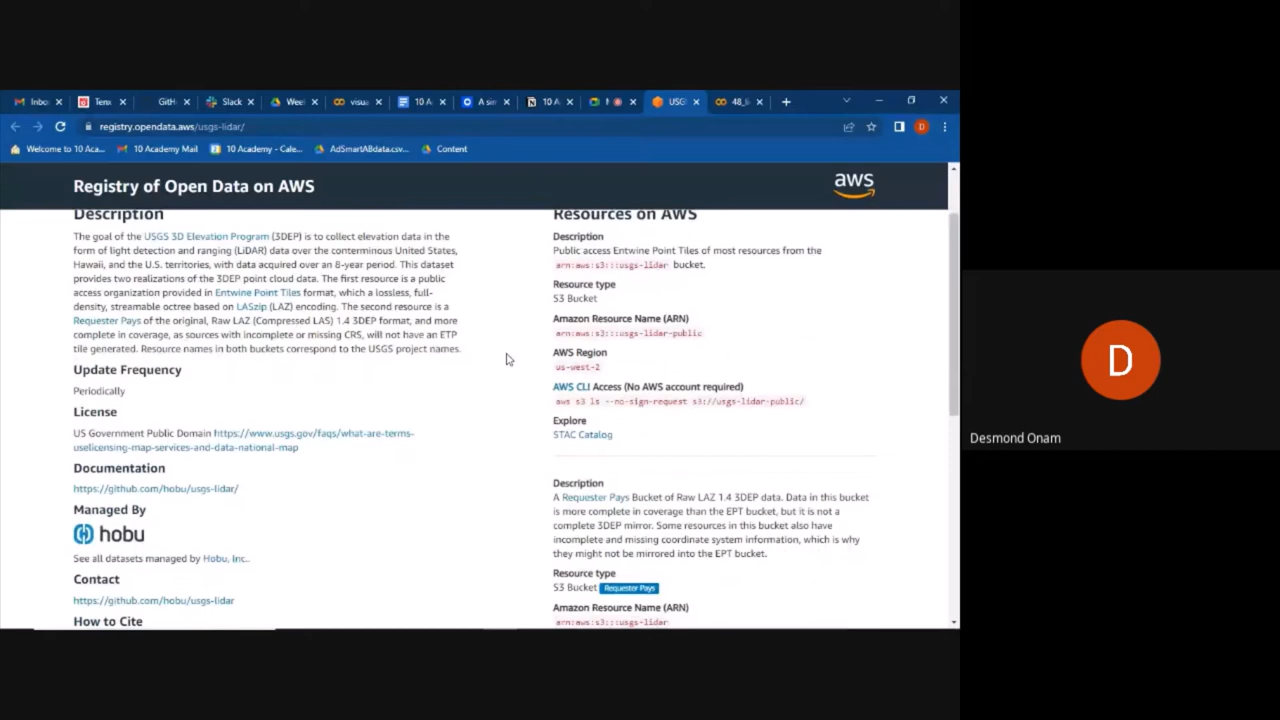 Inbo
Tenx
GitH
Slack
Wee
visua
10 A
A sir
10 A
USG
48_l
registry.opendata.aws/usgs-lidar/
D
Welcome to 10 Aca...
10 Academy Mail
10 Academy - Cale...
AdSmartABdata.csv...
Content
Registry of Open Data on AWS
aws
Description
The goal of the USGS 3D Elevation Program (3DEP) is to collect elevation data in the
form of light detection and ranging (LiDAR) data over the conterminous United States,
Hawaii, and the U.S. territories, with data acquired over an 8-year period. This dataset
provides two realizations of the 3DEP point cloud data. The first resource is a public
access organization provided in Entwine Point Tiles format, which a lossless, full-
density, streamable octree based on LASzip (LAZ) encoding. The second resource is a
Requester Pays of the original, Raw LAZ (Compressed LAS) 1.4 3DEP format, and more
complete in coverage, as sources with incomplete or missing CRS, will not have an ETP
tile generated. Resource names in both buckets correspond to the USGS project names.
Update Frequency
Periodically
License
US Government Public Domain https://www.usgs.gov/faqs/what-are-terms-
uselicensing-map-services-and-data-national-map
Documentation
https://github.com/hobu/usgs-lidar/
Managed By
hobu
See all datasets managed by Hobu, Inc..
Contact
https://github.com/hobu/usgs-lidar
How to Cite
Resources on AWS
Description
Public access Entwine Point Tiles of most resources from the
arn:aws:s3:::usgs-lidar bucket.
Resource type
S3 Bucket
Amazon Resource Name (ARN)
arn:aws:s3:::usgs-lidar-public
AWS Region
us-west-2
AWS CLI Access (No AWS account required)
aws s3 ls --no-sign-request s3://usgs-lidar-public/
Explore
STAC Catalog
Description
A Requester Pays Bucket of Raw LAZ 1.4 3DEP data. Data in this bucket
is more complete in coverage than the EPT bucket, but it is not a
complete 3DEP mirror. Some resources in this bucket also have
incomplete and missing coordinate system information, which is why
they might not be mirrored into the EPT bucket.
Resource type
S3 Bucket Requester Pays
Amazon Resource Name (ARN)
arn:aws:s3:::usgs-lidar
D
Desmond Onam